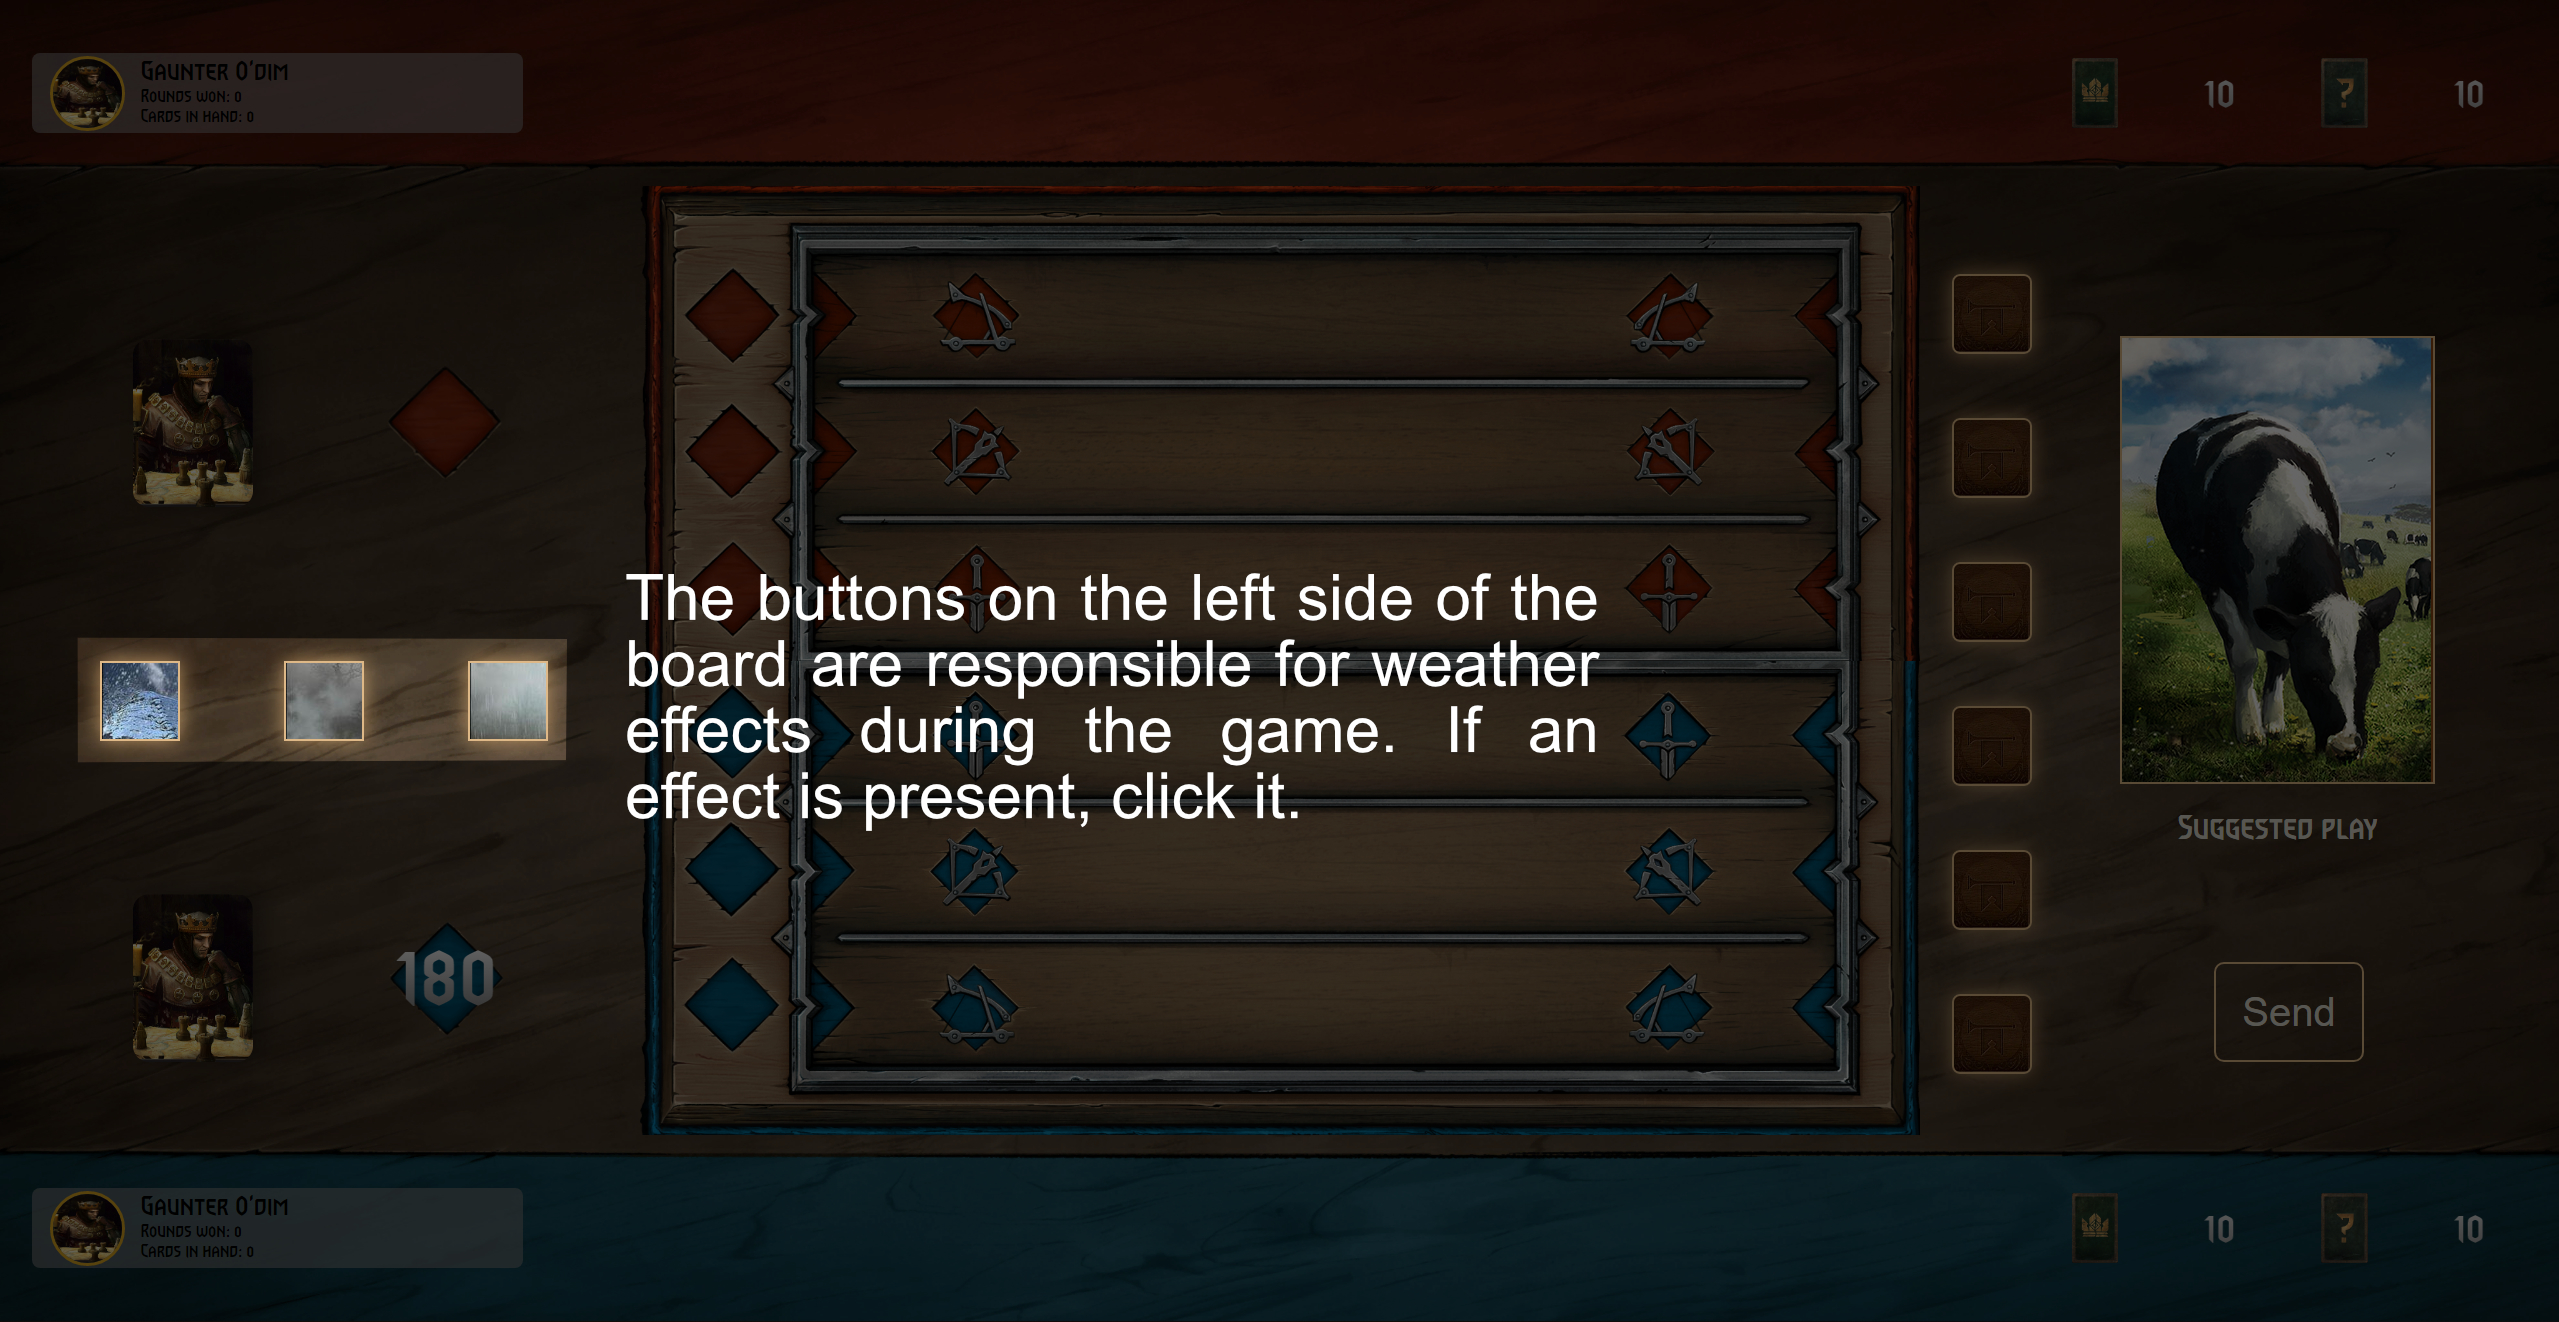 Gaunter O'dim
Rounds won: 0
Cards in hand: 0
10
?
10
The buttons on the left side of the
board are responsible for weather
effects during the game. If an
effect is present, click it.
Suggested play
180
Send
Gaunter O'dim
Rounds won: 0
Cards in hand: 0
10
?
10